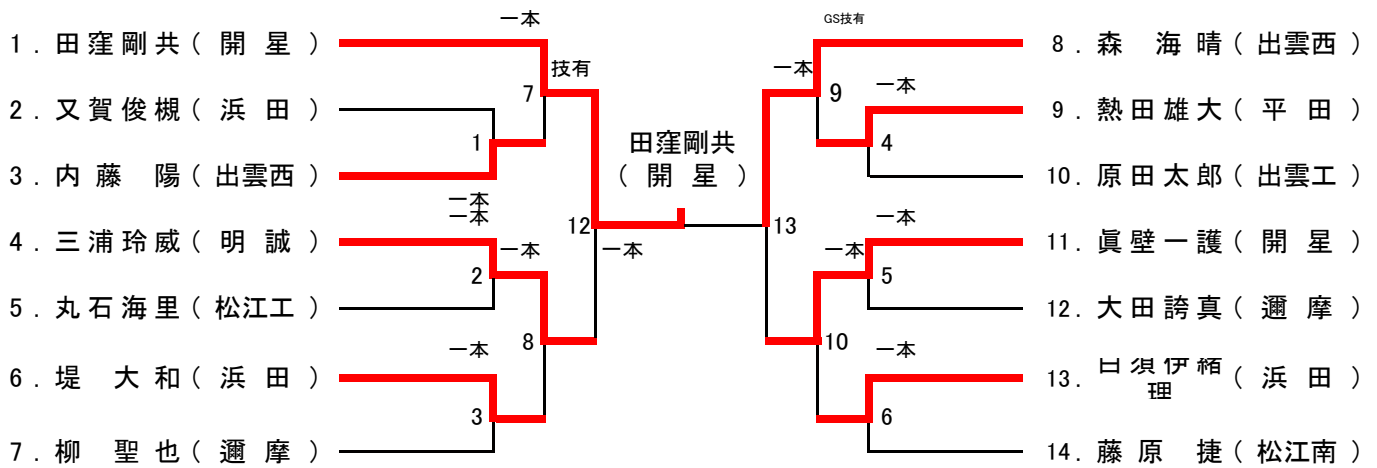 一本
GS技有
1. 田窪剛共(開星)
8. 森 海晴(出雲西)
技有
一本
7
9
2. 又賀俊槻(浜田)
一本
9. 熱田雄大(平田)
1
田窪剛共
(開星)
4
3. 内藤 陽(出雲西)
10. 原田太郎(出雲工)
一本
一本
12
13
4. 三浦玲威(明誠)
一本
一本
一本
一本
11. 眞壁一護(開星)
2
5
5. 丸石海里(松江工)
12. 大田誇真(邇摩)
8
10
一本
一本
6. 堤 大和(浜田)
13. 須伊緒理(浜田)
3
6
7. 柳 聖也(邇摩)
14. 藤原 捷(松江南)